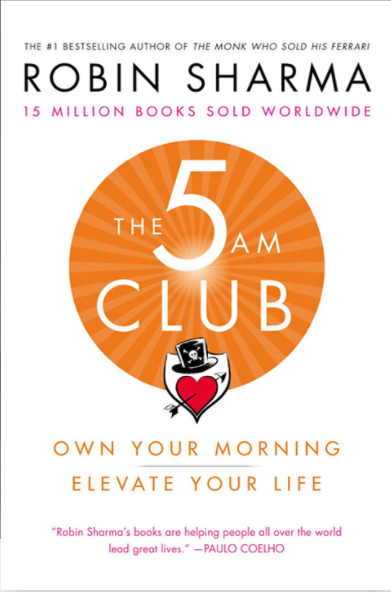 THE #1 BESTSELLING AUTHOR OF THE MONK WHO SOLD HIS FERRARI
ROBIN SHARMA
15 MILLION BOOKS SOLD WORLDWIDE
THE 5 AM
CLUB
OWN YOUR MORNING
ELEVATE YOUR LIFE
"Robin Sharma's books are helping people all over the world
lead great lives." —PAULO COELHO